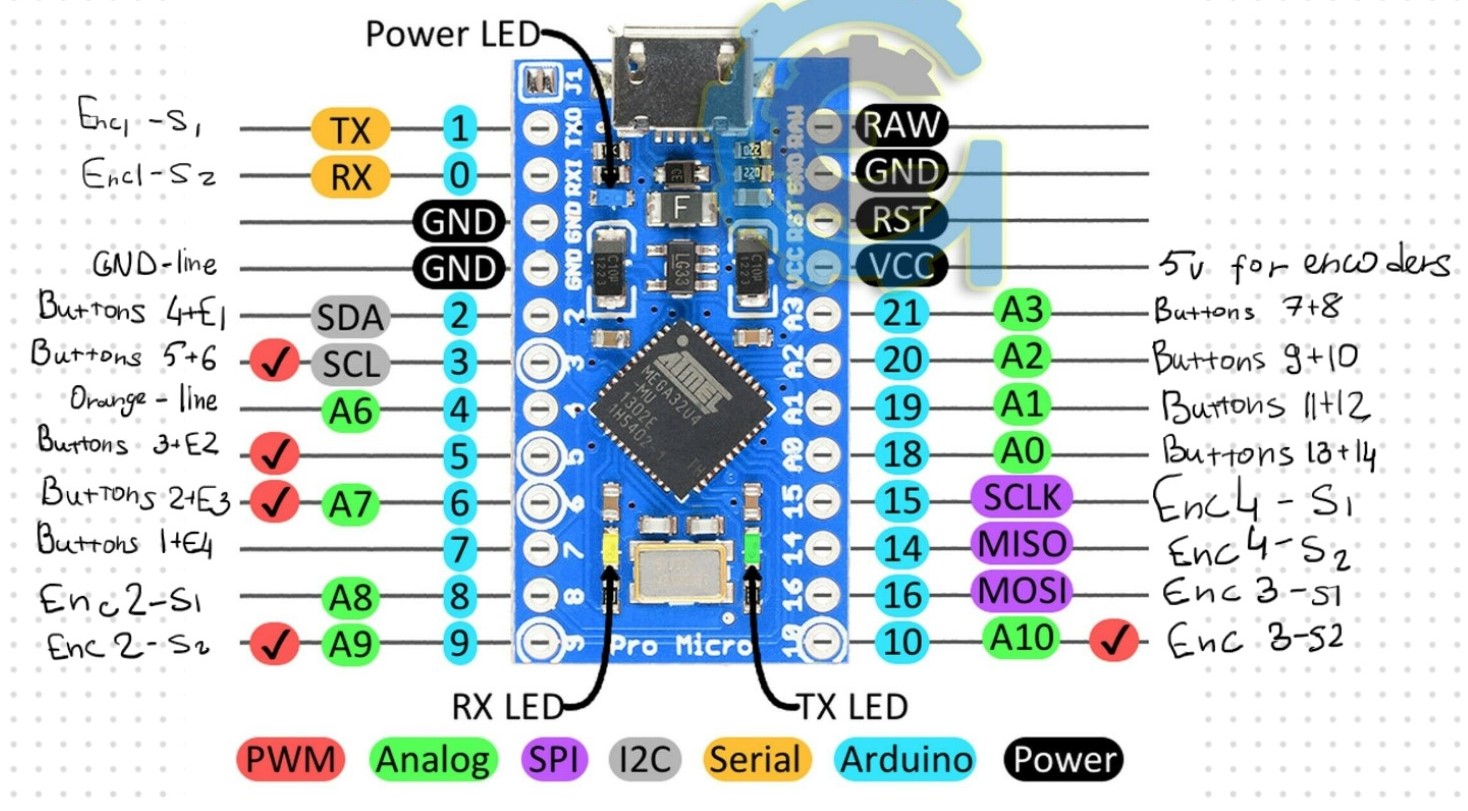 Power LED
J1
Enc1 - S1 TX 1 TX0 RAW RAW
Enc1 - S2 RX 0 RXI GND GND
GND GND RST RST
GND-line GND GND VCC VCC 5v for encoders
Buttons 4+E1 SDA 2 2 A3 21 A3 Buttons 7+8
Buttons 5+6 ✓ SCL 3 3 A2 20 A2 Buttons 9+10
Orange - line A6 4 4 A1 19 A1 Buttons 11+12
Buttons 3+E2 ✓ 5 5 A0 18 A0 Buttons 13+14
Buttons 2+E3 ✓ A7 6 6 15 15 SCLK Enc4 - S1
Buttons 1+E4 7 7 14 14 MISO Enc 4-S2
Enc2-S1 A8 8 8 16 16 MOSI Enc 3-S1
Enc 2-S2 ✓ A9 9 9 10 10 A10 ✓ Enc 3-S2
F
LG33
ATMEL
MEGA32U4
-MU
1302E
1H5402-1
Pro Micro
RX LED TX LED
PWM Analog SPI I2C Serial Arduino Power